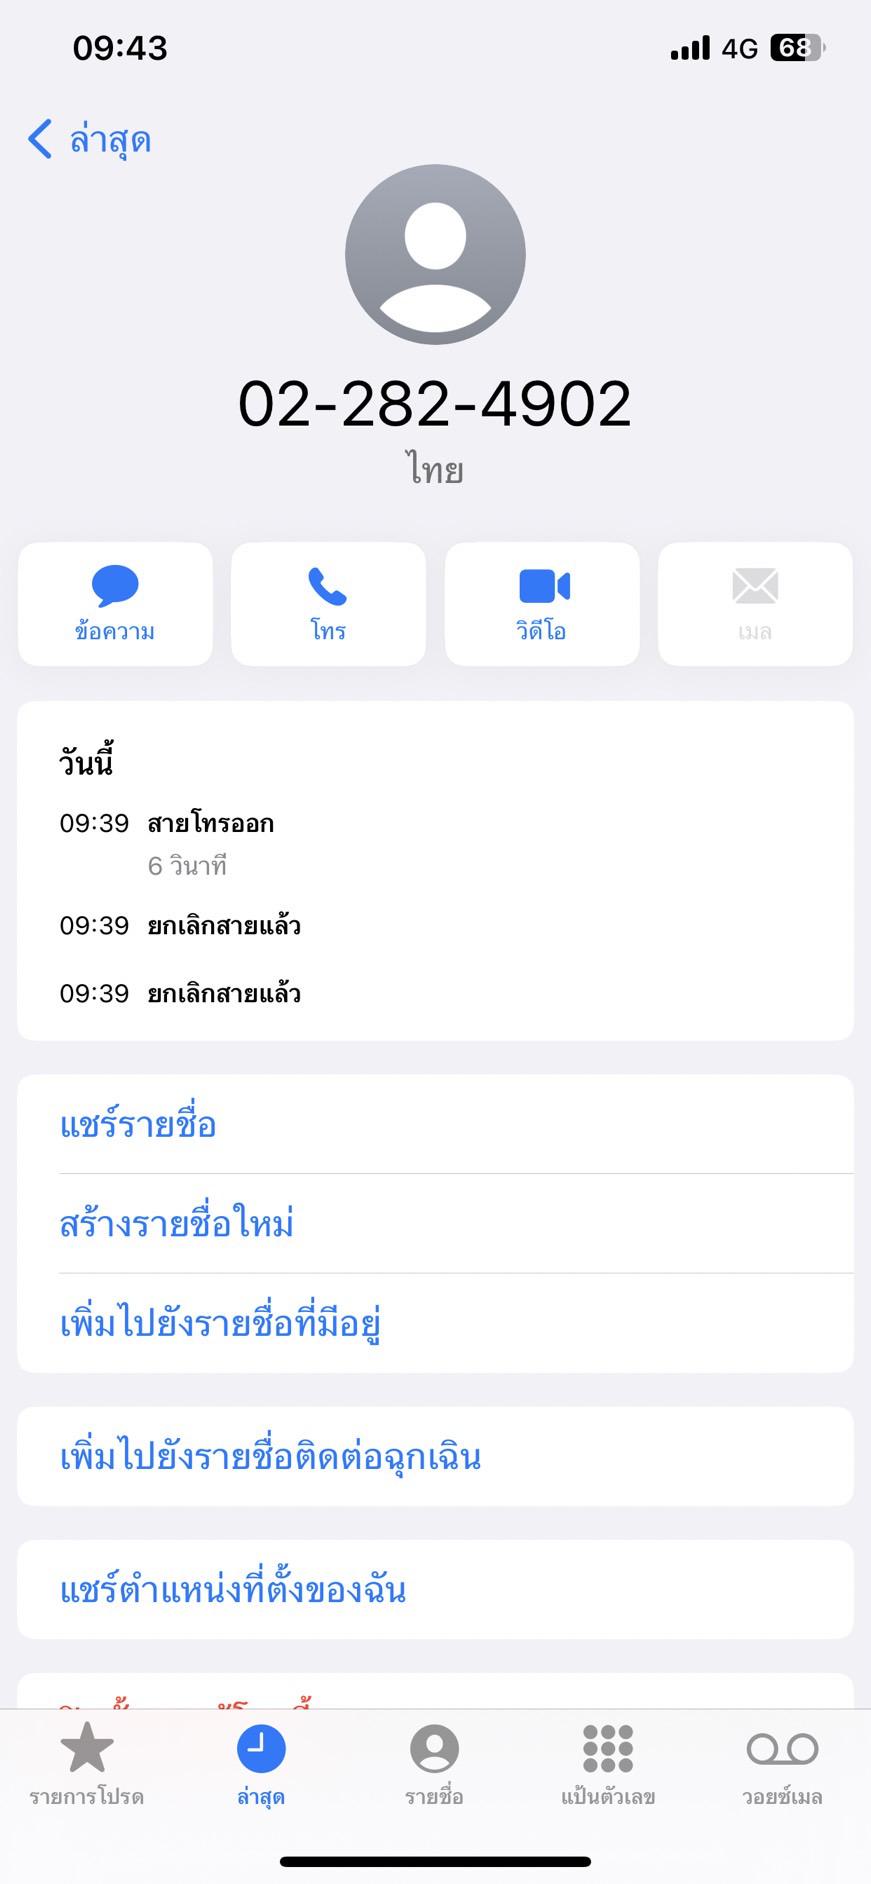 09:43
4G 68
ล่าสุด
02-282-4902
ไทย
ข้อความ โทร วิดีโอ เมล
วันนี้
09:39 สายโทรออก
6 วินาที
09:39 ยกเลิกสายแล้ว
09:39 ยกเลิกสายแล้ว
แชร์รายชื่อ
สร้างรายชื่อใหม่
เพิ่มไปยังรายชื่อที่มีอยู่
เพิ่มไปยังรายชื่อติดต่อฉุกเฉิน
แชร์ตำแหน่งที่ตั้งของฉัน
รายการโปรด ล่าสุด รายชื่อ แป้นตัวเลข วอยซ์เมล